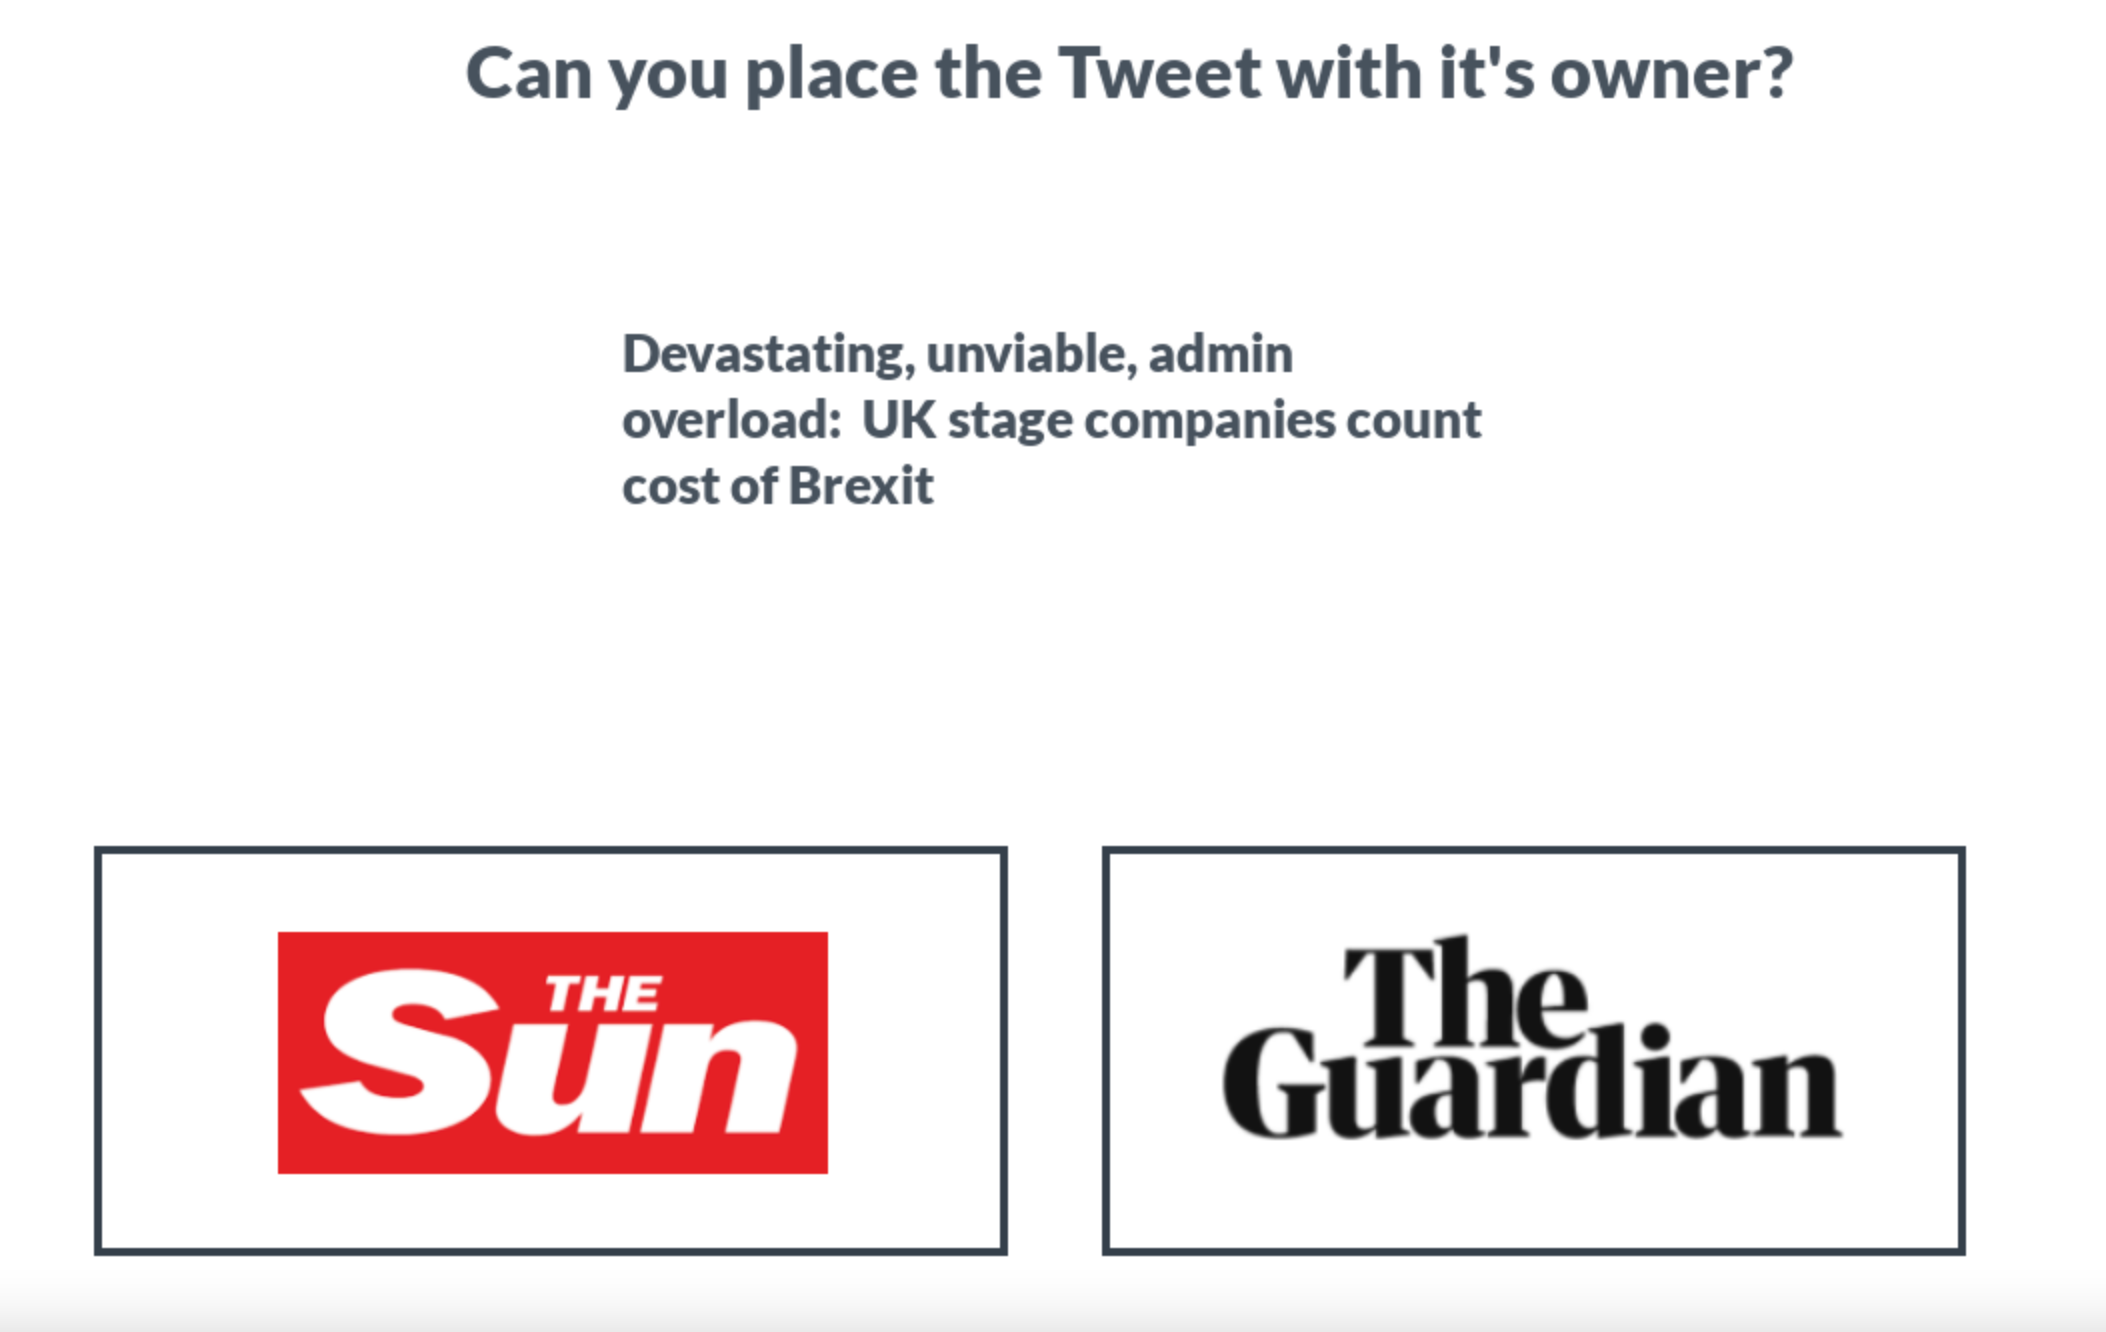 Can you place the Tweet with it's owner?
Devastating, unviable, admin
overload: UK stage companies count
cost of Brexit
THE
Sun
The
Guardian